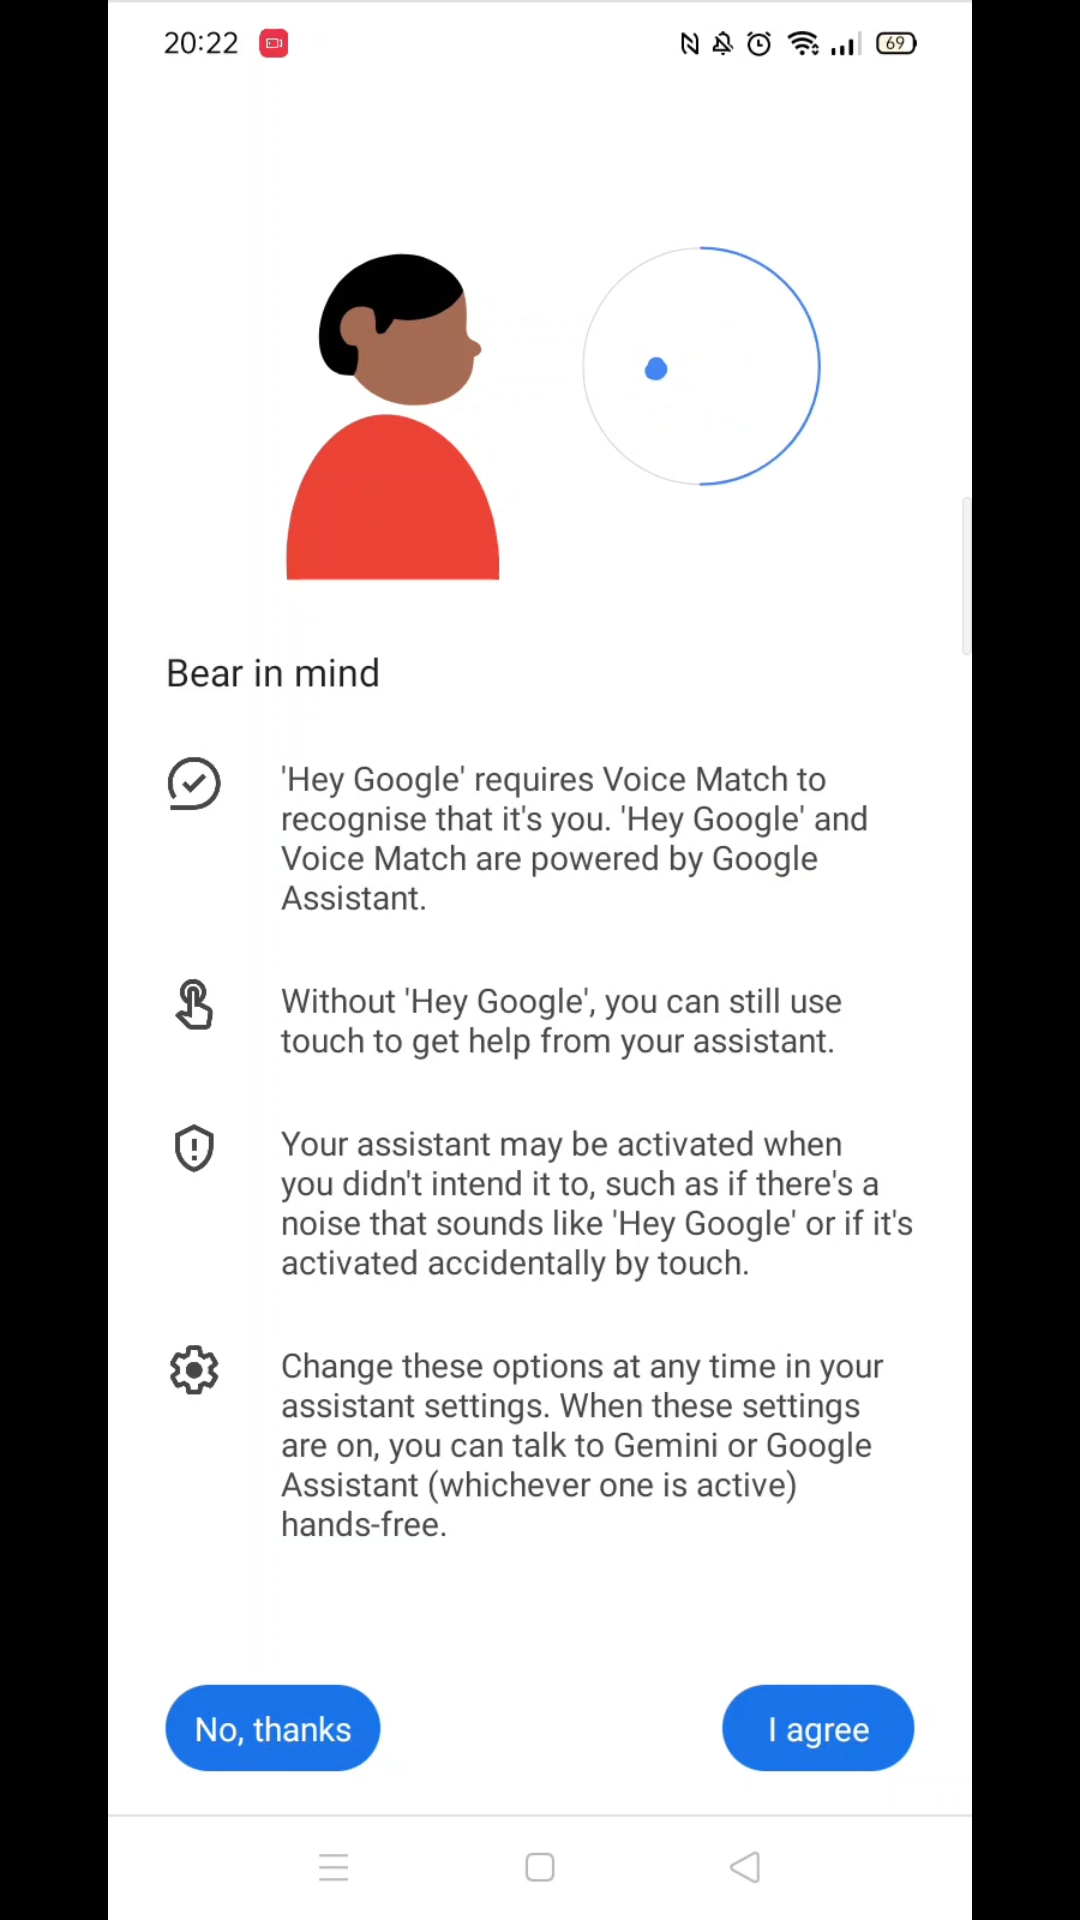 20:22
69
Bear in mind
'Hey Google' requires Voice Match to
recognise that it's you. 'Hey Google' and
Voice Match are powered by Google
Assistant.
Without 'Hey Google', you can still use
touch to get help from your assistant.
Your assistant may be activated when
you didn't intend it to, such as if there's a
noise that sounds like 'Hey Google' or if it's
activated accidentally by touch.
Change these options at any time in your
assistant settings. When these settings
are on, you can talk to Gemini or Google
Assistant (whichever one is active)
hands-free.
No, thanks
I agree